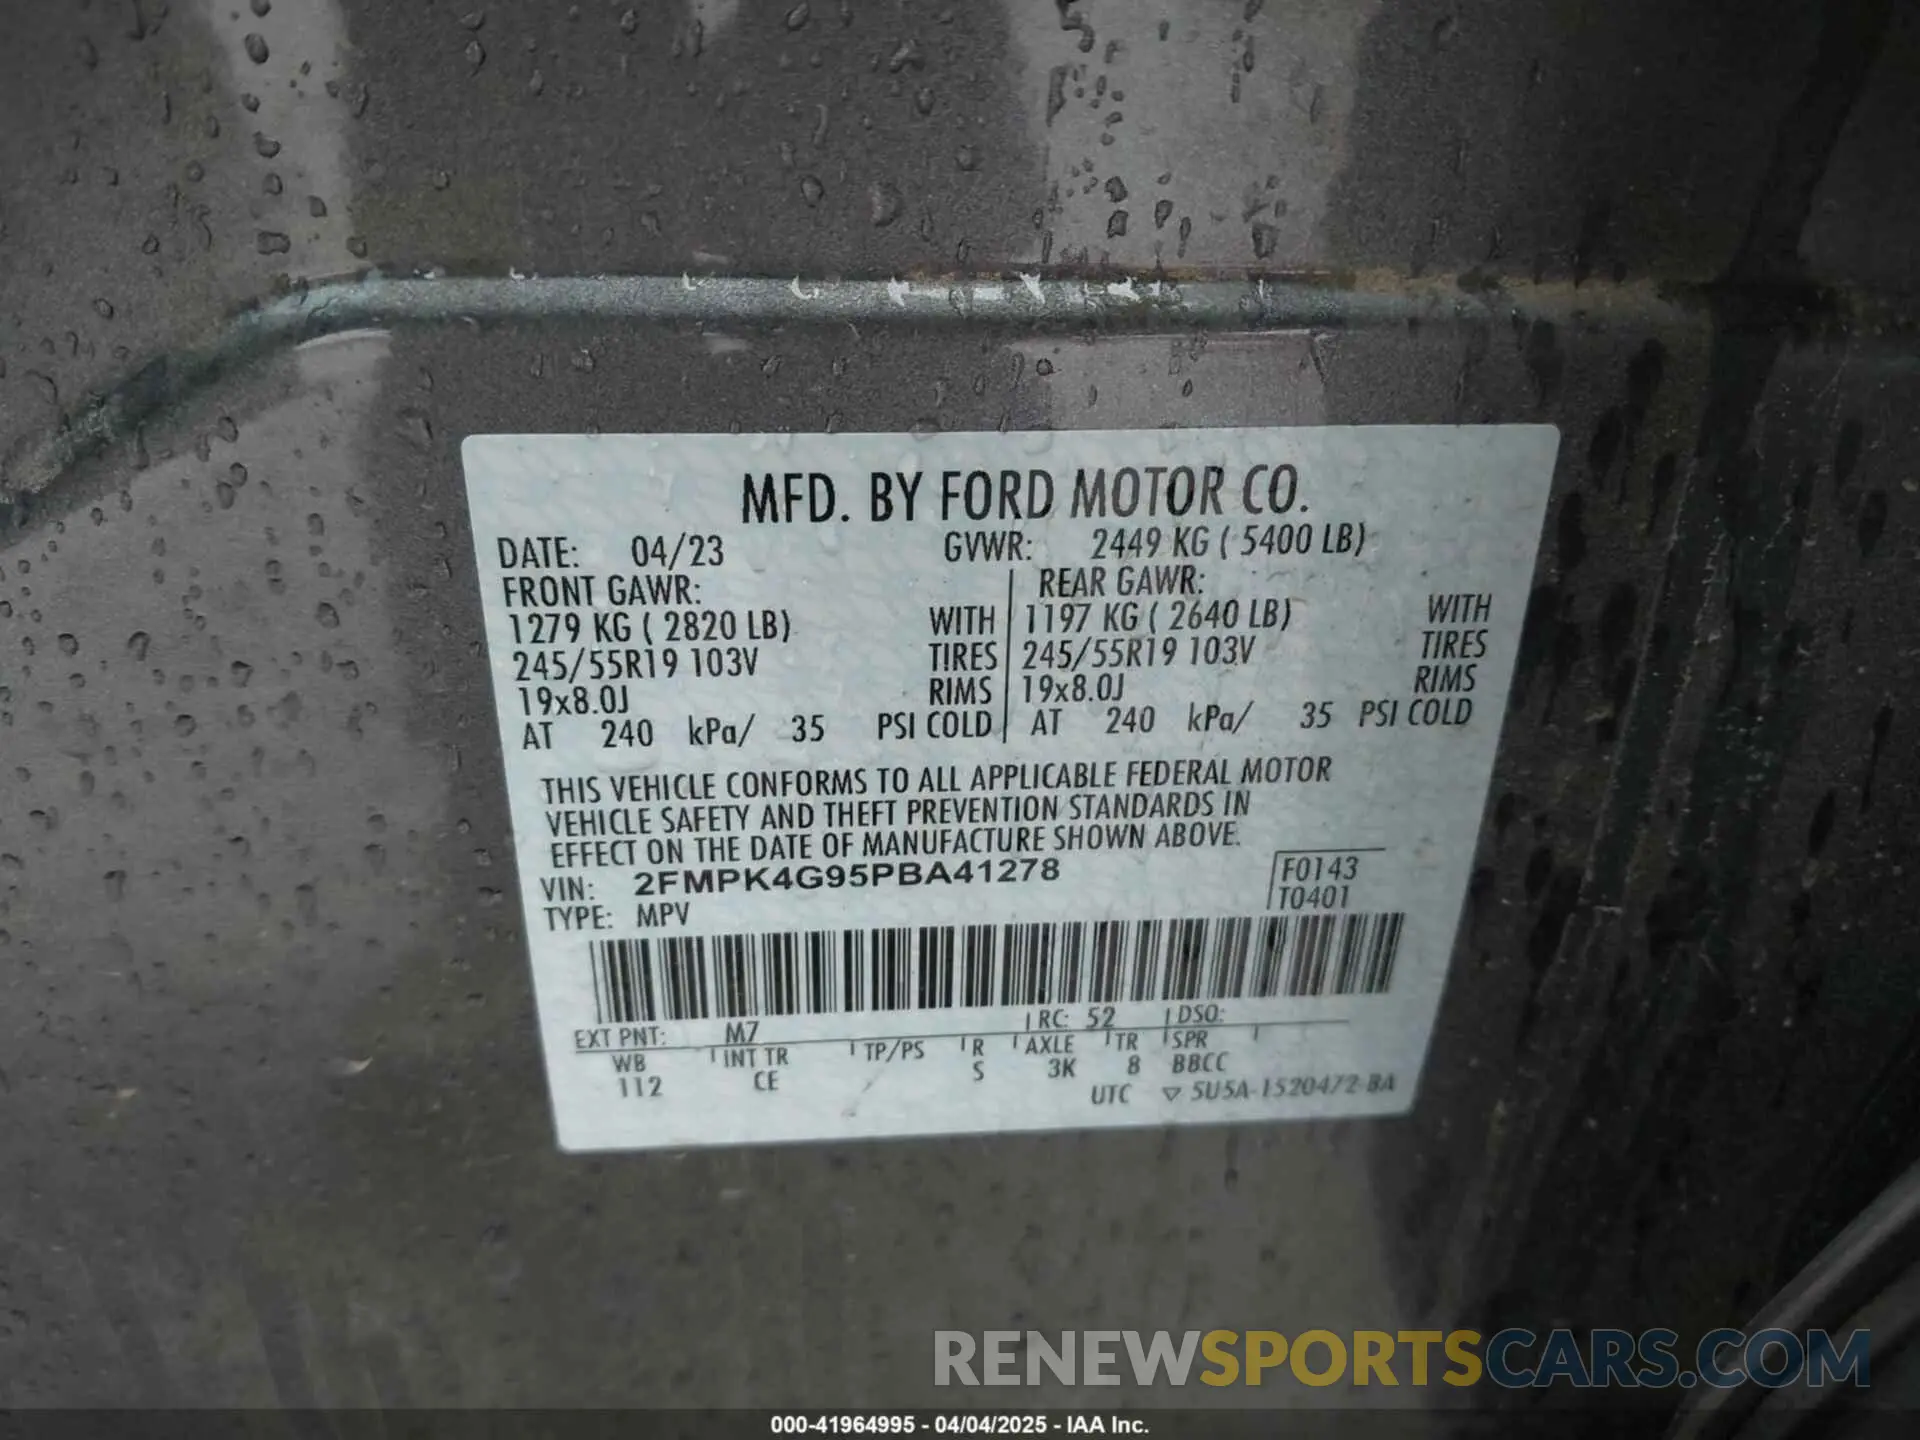 MFD. BY FORD MOTOR CO.
DATE: 04/23 GVWR: 2449 KG ( 5400 LB)
FRONT GAWR: REAR GAWR:
1279 KG ( 2820 LB) WITH 1197 KG ( 2640 LB) WITH
245/55R19 103V TIRES 245/55R19 103V TIRES
19x8.0J RIMS 19x8.0J RIMS
AT 240 kPa/ 35 PSI COLD AT 240 kPa/ 35 PSI COLD
THIS VEHICLE CONFORMS TO ALL APPLICABLE FEDERAL MOTOR
VEHICLE SAFETY AND THEFT PREVENTION STANDARDS IN
EFFECT ON THE DATE OF MANUFACTURE SHOWN ABOVE.
VIN: 2FMPK4G95PBA41278 F0143
TYPE: MPV T0401
EXT PNT: M7 RC: 52 DSO:
WB INT TR TP/PS R AXLE TR SPR
112 CE S 3K 8 BBCC
UTC ▽ 5U5A-1520472-BA
RENEWSPORTSCARS.COM
000-41964995 - 04/04/2025 - IAA Inc.